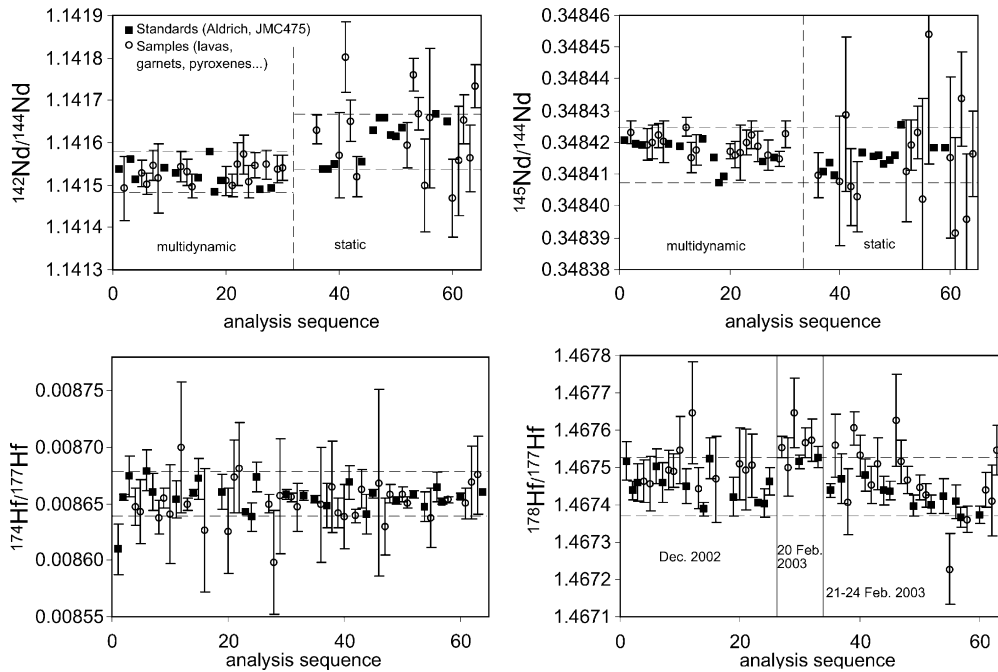 1.1419
1.1418
1.1417
1.1416
1.1415
1.1414
1.1413
142Nd/144Nd
Standards (Aldrich, JMC475)
Samples (lavas,
garnets, pyroxenes...)
multidynamic
static
0 20 40 60
analysis sequence
0.34846
0.34845
0.34844
0.34843
0.34842
0.34841
0.34840
0.34839
0.34838
145Nd/144Nd
multidynamic
static
0 20 40 60
analysis sequence
0.00875
0.00870
0.00865
0.00860
0.00855
174Hf/177Hf
0 20 40 60
analysis sequence
1.4678
1.4677
1.4676
1.4675
1.4674
1.4673
1.4672
1.4671
178Hf/177Hf
Dec. 2002
20 Feb.
2003
21-24 Feb. 2003
0 20 40 60
analysis sequence